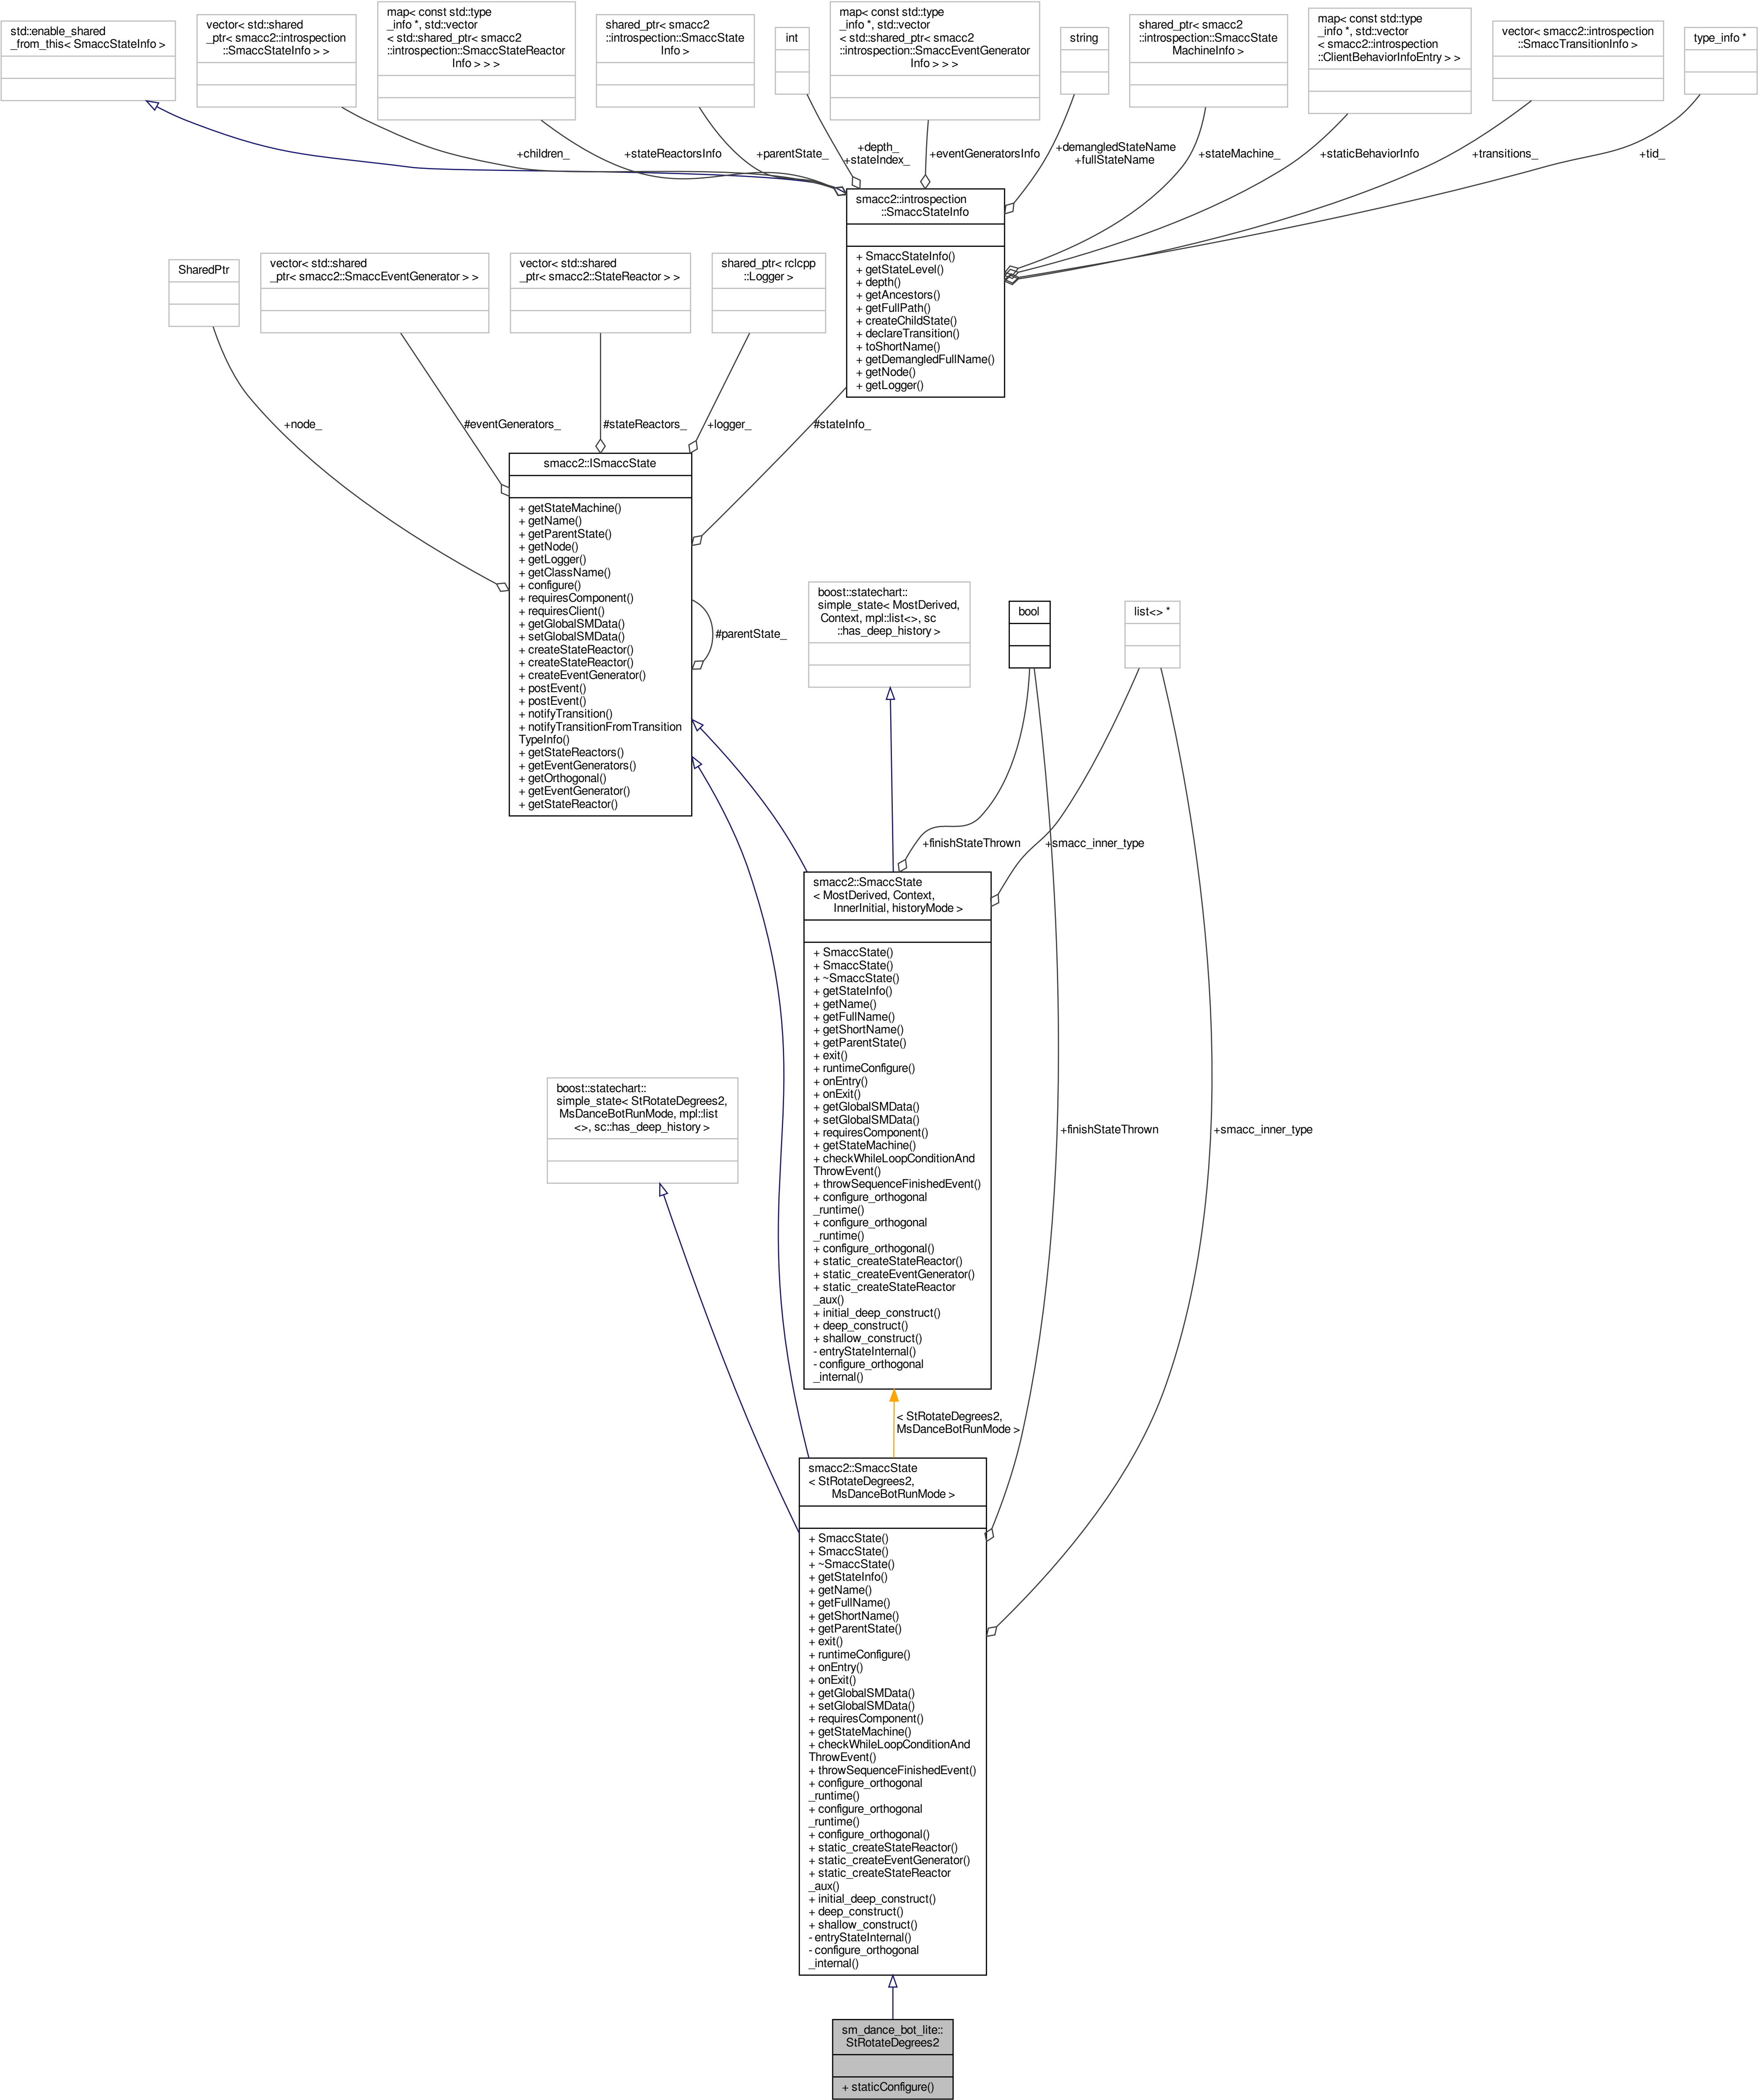 std::enable_shared
_from_this< SmaccStateInfo >
vector< std::shared
_ptr< smacc2::introspection
::SmaccStateInfo > >
map< const std::type
_info *, std::vector
< std::shared_ptr< smacc2
::introspection::SmaccStateReactor
Info > > >
shared_ptr< smacc2
::introspection::SmaccState
Info >
int
map< const std::type
_info *, std::vector
< std::shared_ptr< smacc2
::introspection::SmaccEventGenerator
Info > > >
string
shared_ptr< smacc2
::introspection::SmaccState
MachineInfo >
map< const std::type
_info *, std::vector
< smacc2::introspection
::ClientBehaviorInfoEntry > >
vector< smacc2::introspection
::SmaccTransitionInfo >
type_info *
+children_
+stateReactorsInfo
+parentState_
+depth_
+stateIndex_
+eventGeneratorsInfo
+demangledStateName
+fullStateName
+stateMachine_
+staticBehaviorInfo
+transitions_
+tid_
smacc2::introspection
::SmaccStateInfo
+ SmaccStateInfo()
+ getStateLevel()
+ depth()
+ getAncestors()
+ getFullPath()
+ createChildState()
+ declareTransition()
+ toShortName()
+ getDemangledFullName()
+ getNode()
+ getLogger()
SharedPtr
vector< std::shared
_ptr< smacc2::SmaccEventGenerator > >
vector< std::shared
_ptr< smacc2::StateReactor > >
shared_ptr< rclcpp
::Logger >
+node_
#eventGenerators_
#stateReactors_
+logger_
#stateInfo_
smacc2::ISmaccState
+ getStateMachine()
+ getName()
+ getParentState()
+ getNode()
+ getLogger()
+ getClassName()
+ configure()
+ requiresComponent()
+ requiresClient()
+ getGlobalSMData()
+ setGlobalSMData()
+ createStateReactor()
+ createStateReactor()
+ createEventGenerator()
+ postEvent()
+ postEvent()
+ notifyTransition()
+ notifyTransitionFromTransition
TypeInfo()
+ getStateReactors()
+ getEventGenerators()
+ getOrthogonal()
+ getEventGenerator()
+ getStateReactor()
#parentState_
boost::statechart::
simple_state< MostDerived,
Context, mpl::list<>, sc
::has_deep_history >
bool
list<> *
+finishStateThrown
+smacc_inner_type
smacc2::SmaccState
< MostDerived, Context,
InnerInitial, historyMode >
+ SmaccState()
+ SmaccState()
+ ~SmaccState()
+ getStateInfo()
+ getName()
+ getFullName()
+ getShortName()
+ getParentState()
+ exit()
+ runtimeConfigure()
+ onEntry()
+ onExit()
+ getGlobalSMData()
+ setGlobalSMData()
+ requiresComponent()
+ getStateMachine()
+ checkWhileLoopConditionAnd
ThrowEvent()
+ throwSequenceFinishedEvent()
+ configure_orthogonal
_runtime()
+ configure_orthogonal
_runtime()
+ configure_orthogonal()
+ static_createStateReactor()
+ static_createEventGenerator()
+ static_createStateReactor
_aux()
+ initial_deep_construct()
+ deep_construct()
+ shallow_construct()
- entryStateInternal()
- configure_orthogonal
_internal()
boost::statechart::
simple_state< StRotateDegrees2,
MsDanceBotRunMode, mpl::list
<>, sc::has_deep_history >
+finishStateThrown
+smacc_inner_type
< StRotateDegrees2,
MsDanceBotRunMode >
smacc2::SmaccState
< StRotateDegrees2,
MsDanceBotRunMode >
+ SmaccState()
+ SmaccState()
+ ~SmaccState()
+ getStateInfo()
+ getName()
+ getFullName()
+ getShortName()
+ getParentState()
+ exit()
+ runtimeConfigure()
+ onEntry()
+ onExit()
+ getGlobalSMData()
+ setGlobalSMData()
+ requiresComponent()
+ getStateMachine()
+ checkWhileLoopConditionAnd
ThrowEvent()
+ throwSequenceFinishedEvent()
+ configure_orthogonal
_runtime()
+ configure_orthogonal
_runtime()
+ configure_orthogonal()
+ static_createStateReactor()
+ static_createEventGenerator()
+ static_createStateReactor
_aux()
+ initial_deep_construct()
+ deep_construct()
+ shallow_construct()
- entryStateInternal()
- configure_orthogonal
_internal()
sm_dance_bot_lite::
StRotateDegrees2
+ staticConfigure()